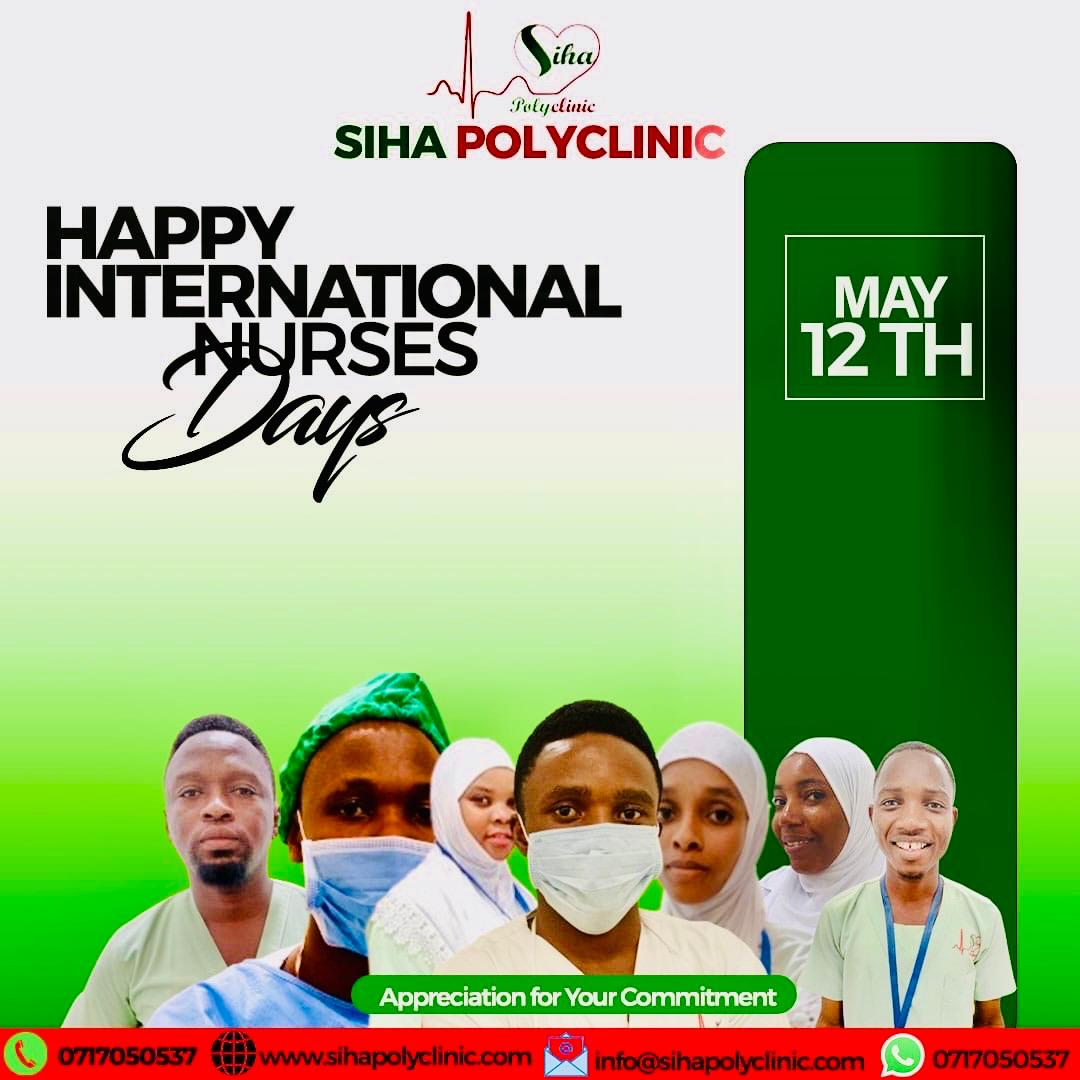 Siha
Polyclinic
SIHA POLYCLINIC
HAPPY
INTERNATIONAL
NURSES
Days
MAY
12 TH
Appreciation for Your Commitment
0717050537 www.sihapolyclinic.com info@sihapolyclinic.com 0717050537